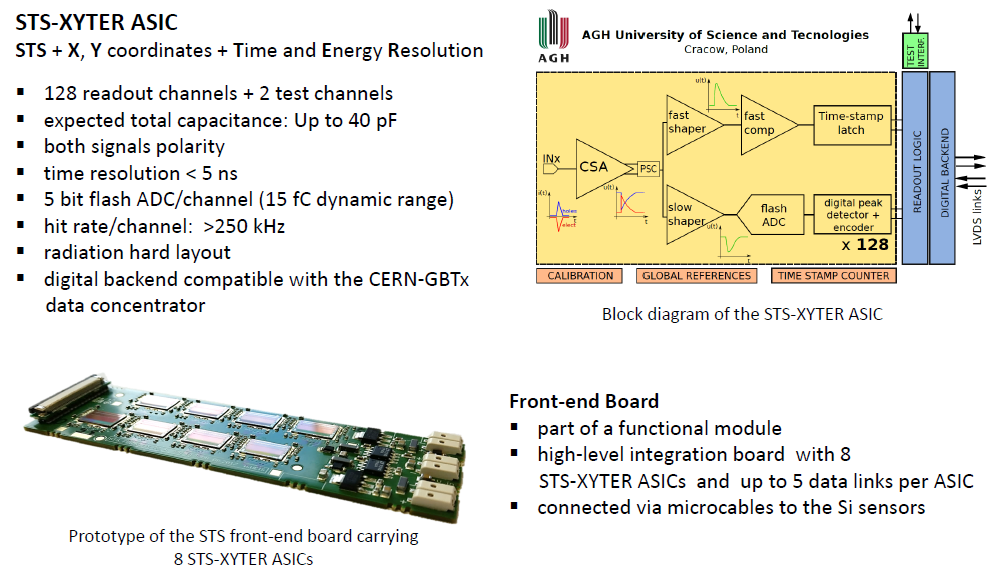 STS-XYTER ASIC
STS + X, Y coordinates + Time and Energy Resolution
▪ 128 readout channels + 2 test channels
▪ expected total capacitance: Up to 40 pF
▪ both signals polarity
▪ time resolution < 5 ns
▪ 5 bit flash ADC/channel (15 fC dynamic range)
▪ hit rate/channel: >250 kHz
▪ radiation hard layout
▪ digital backend compatible with the CERN-GBTx
data concentrator
AGH
AGH University of Science and Tecnologies
Cracow, Poland
TEST
INTERF.
u(t)
t
fast
shaper
fast
comp
Time-stamp
latch
INx
CSA
PSC
i(t)
holes
elect
t
u(t)
t
slow
shaper
u(t)
t
flash
ADC
digital peak
detector +
encoder
x 128
READOUT LOGIC
DIGITAL BACKEND
LVDS links
CALIBRATION
GLOBAL REFERENCES
TIME STAMP COUNTER
Block diagram of the STS-XYTER ASIC
Prototype of the STS front-end board carrying
8 STS-XYTER ASICs
Front-end Board
▪ part of a functional module
▪ high-level integration board with 8
STS-XYTER ASICs and up to 5 data links per ASIC
▪ connected via microcables to the Si sensors